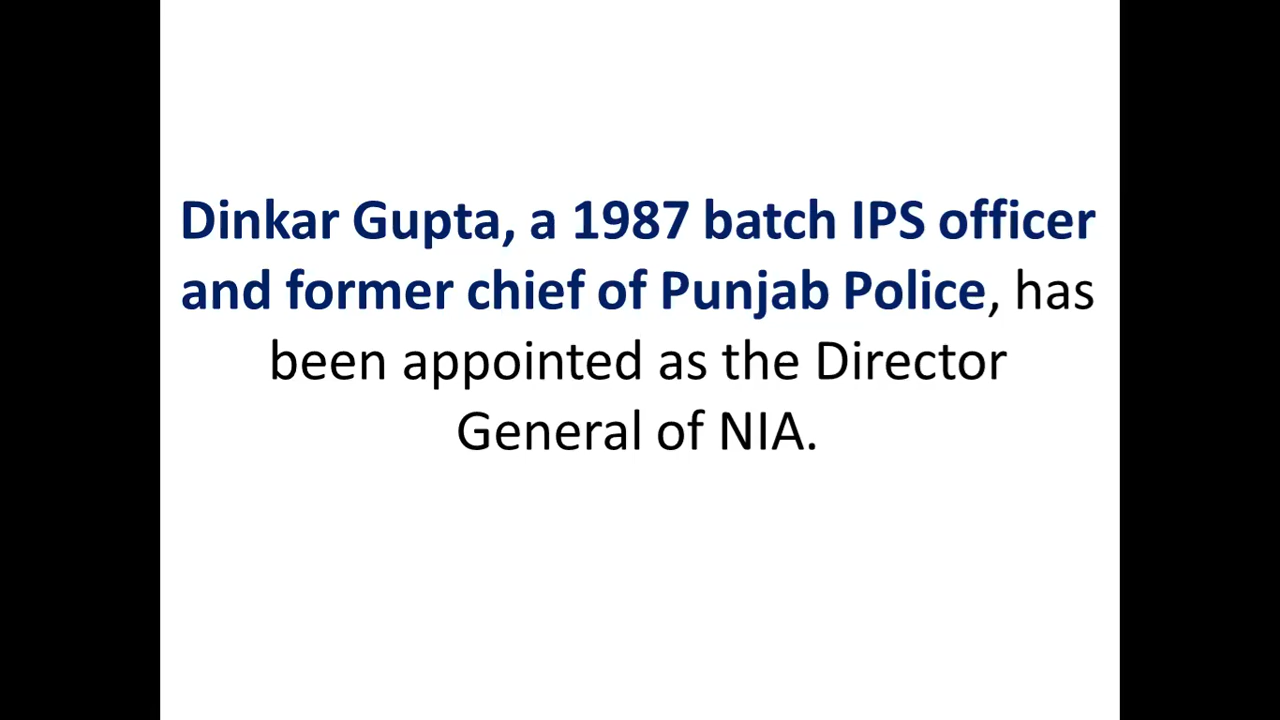 Dinkar Gupta, a 1987 batch IPS officer
and former chief of Punjab Police, has
been appointed as the Director
General of NIA.